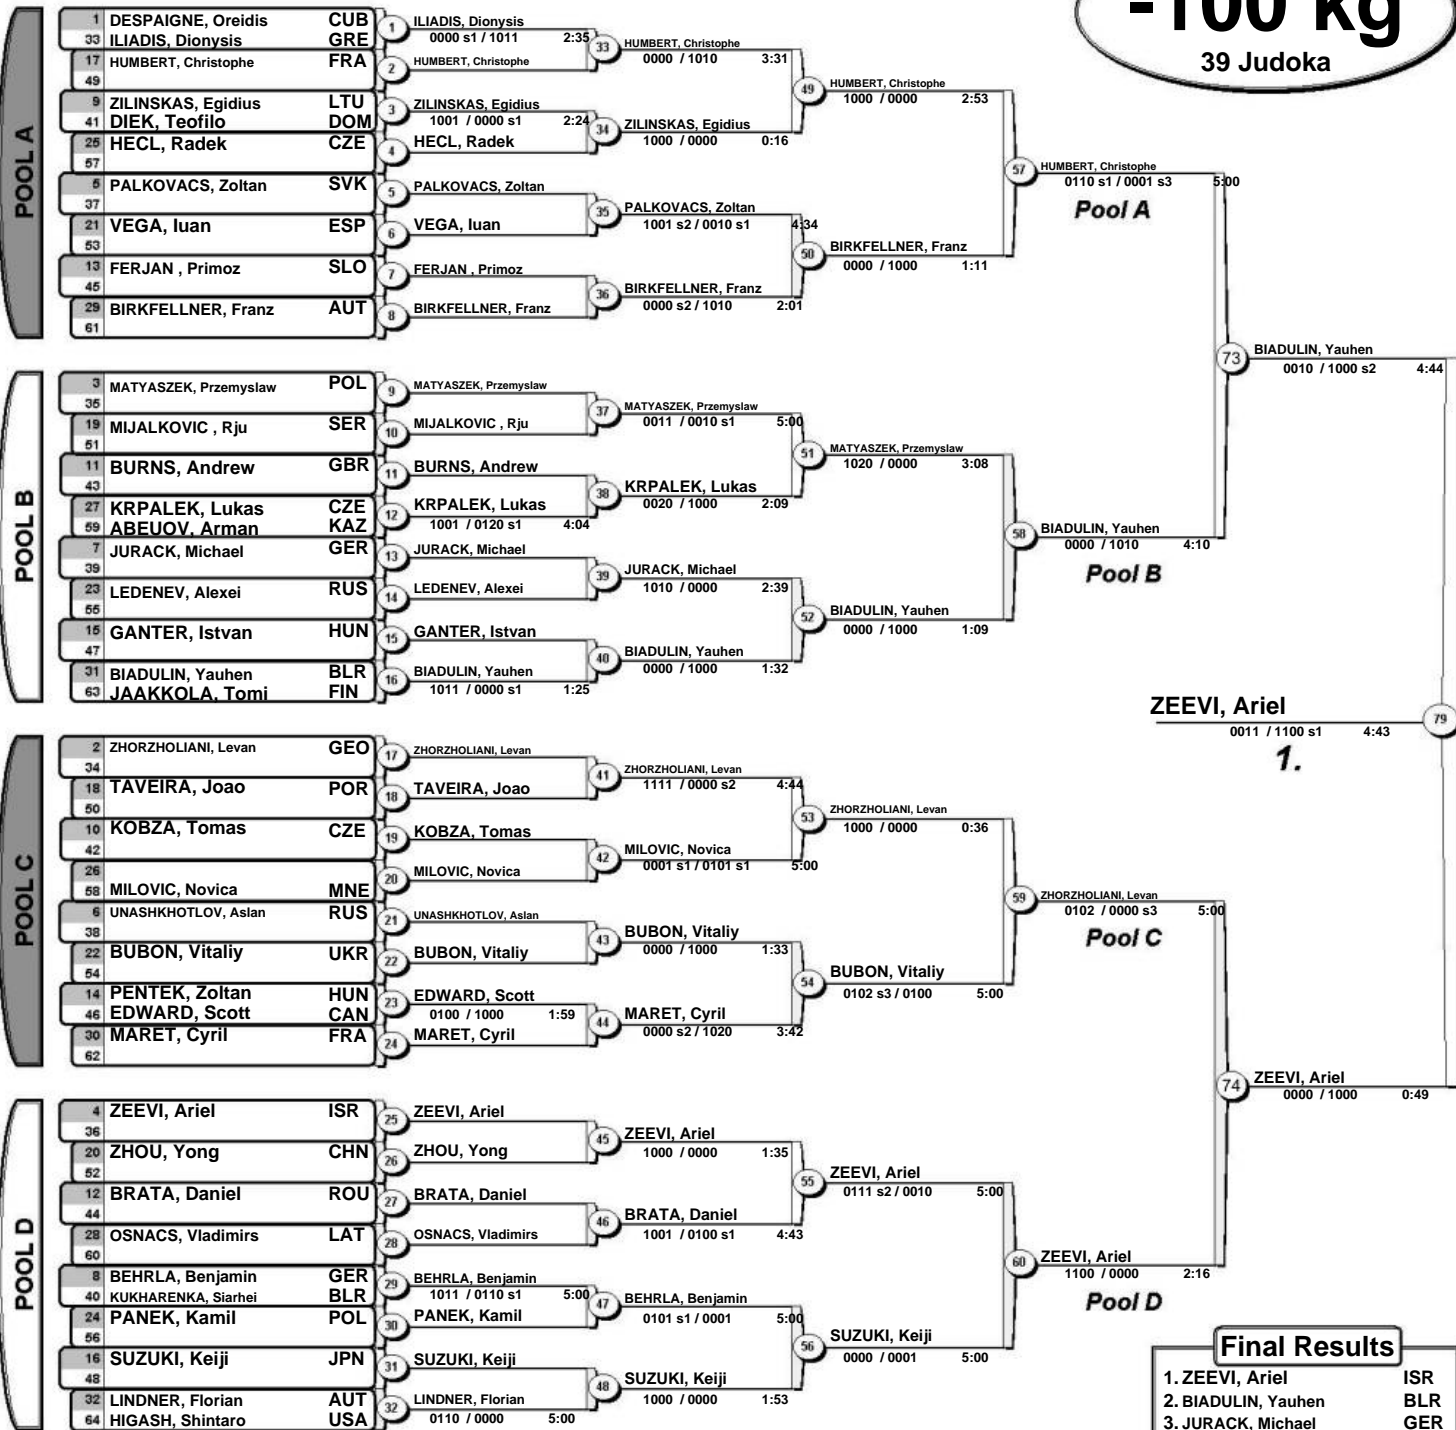 -100 kg
39 Judoka
POOL A
1 DESPAIGNE, Oreidis CUB
33 ILIADIS, Dionysis GRE
17 HUMBERT, Christophe FRA
49
9 ZILINSKAS, Egidius LTU
41 DIEK, Teofilo DOM
25 HECL, Radek CZE
57
5 PALKOVACS, Zoltan SVK
37
21 VEGA, Iuan ESP
53
13 FERJAN , Primoz SLO
45
29 BIRKFELLNER, Franz AUT
61
1 ILIADIS, Dionysis
0000 s1 / 1011 2:35
2 HUMBERT, Christophe
3 ZILINSKAS, Egidius
1001 / 0000 s1 2:24
4 HECL, Radek
5 PALKOVACS, Zoltan
6 VEGA, Iuan
7 FERJAN , Primoz
8 BIRKFELLNER, Franz
33 HUMBERT, Christophe
0000 / 1010 3:31
34 ZILINSKAS, Egidius
1000 / 0000 0:16
35 PALKOVACS, Zoltan
1001 s2 / 0010 s1 4:34
36 BIRKFELLNER, Franz
0000 s2 / 1010 2:01
49 HUMBERT, Christophe
1000 / 0000 2:53
50 BIRKFELLNER, Franz
0000 / 1000 1:11
57 HUMBERT, Christophe
0110 s1 / 0001 s3 5:00
Pool A
POOL B
3 MATYASZEK, Przemyslaw POL
35
19 MIJALKOVIC , Rju SER
51
11 BURNS, Andrew GBR
43
27 KRPALEK, Lukas CZE
59 ABEUOV, Arman KAZ
7 JURACK, Michael GER
39
23 LEDENEV, Alexei RUS
55
15 GANTER, Istvan HUN
47
31 BIADULIN, Yauhen BLR
63 JAAKKOLA, Tomi FIN
9 MATYASZEK, Przemyslaw
10 MIJALKOVIC , Rju
11 BURNS, Andrew
12 KRPALEK, Lukas
1001 / 0120 s1 4:04
13 JURACK, Michael
14 LEDENEV, Alexei
15 GANTER, Istvan
16 BIADULIN, Yauhen
1011 / 0000 s1 1:25
37 MATYASZEK, Przemyslaw
0011 / 0010 s1 5:00
38 KRPALEK, Lukas
0020 / 1000 2:09
39 JURACK, Michael
1010 / 0000 2:39
40 BIADULIN, Yauhen
0000 / 1000 1:32
51 MATYASZEK, Przemyslaw
1020 / 0000 3:08
52 BIADULIN, Yauhen
0000 / 1000 1:09
58 BIADULIN, Yauhen
0000 / 1010 4:10
Pool B
73 BIADULIN, Yauhen
0010 / 1000 s2 4:44
ZEEVI, Ariel 79
0011 / 1100 s1 4:43
1.
POOL C
2 ZHORZHOLIANI, Levan GEO
34
18 TAVEIRA, Joao POR
50
10 KOBZA, Tomas CZE
42
26
58 MILOVIC, Novica MNE
6 UNASHKHOTLOV, Aslan RUS
38
22 BUBON, Vitaliy UKR
54
14 PENTEK, Zoltan HUN
46 EDWARD, Scott CAN
30 MARET, Cyril FRA
62
17 ZHORZHOLIANI, Levan
18 TAVEIRA, Joao
19 KOBZA, Tomas
20 MILOVIC, Novica
21 UNASHKHOTLOV, Aslan
22 BUBON, Vitaliy
23 EDWARD, Scott
0100 / 1000 1:59
24 MARET, Cyril
41 ZHORZHOLIANI, Levan
1111 / 0000 s2 4:44
42 MILOVIC, Novica
0001 s1 / 0101 s1 5:00
43 BUBON, Vitaliy
0000 / 1000 1:33
44 MARET, Cyril
0000 s2 / 1020 3:42
53 ZHORZHOLIANI, Levan
1000 / 0000 0:36
54 BUBON, Vitaliy
0102 s3 / 0100 5:00
59 ZHORZHOLIANI, Levan
0102 / 0000 s3 5:00
Pool C
POOL D
4 ZEEVI, Ariel ISR
36
20 ZHOU, Yong CHN
52
12 BRATA, Daniel ROU
44
28 OSNACS, Vladimirs LAT
60
8 BEHRLA, Benjamin GER
40 KUKHARENKA, Siarhei BLR
24 PANEK, Kamil POL
56
16 SUZUKI, Keiji JPN
48
32 LINDNER, Florian AUT
64 HIGASH, Shintaro USA
25 ZEEVI, Ariel
26 ZHOU, Yong
27 BRATA, Daniel
28 OSNACS, Vladimirs
29 BEHRLA, Benjamin
1011 / 0110 s1 5:00
30 PANEK, Kamil
31 SUZUKI, Keiji
32 LINDNER, Florian
0110 / 0000 5:00
45 ZEEVI, Ariel
1000 / 0000 1:35
46 BRATA, Daniel
1001 / 0100 s1 4:43
47 BEHRLA, Benjamin
0101 s1 / 0001 5:00
48 SUZUKI, Keiji
1000 / 0000 1:53
55 ZEEVI, Ariel
0111 s2 / 0010 5:00
56 SUZUKI, Keiji
0000 / 0001 5:00
60 ZEEVI, Ariel
1100 / 0000 2:16
Pool D
74 ZEEVI, Ariel
0000 / 1000 0:49
Final Results
1. ZEEVI, Ariel ISR
2. BIADULIN, Yauhen BLR
3. JURACK, Michael GER